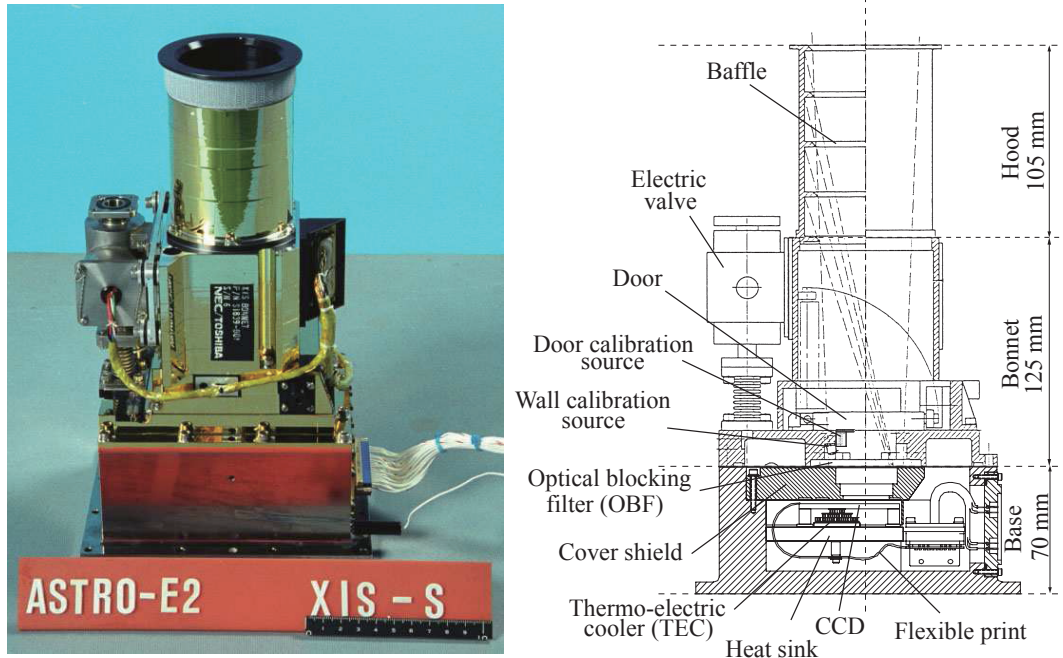 XIS BONNET
NEC/TOSHIBA
ASTRO-E2
XIS - S
Baffle
Electric
valve
Door
Door calibration
source
Wall calibration
source
Optical blocking
filter (OBF)
Cover shield
Thermo-electric
cooler (TEC)
Heat sink
CCD
Flexible print
Hood
105 mm
Bonnet
125 mm
Base
70 mm